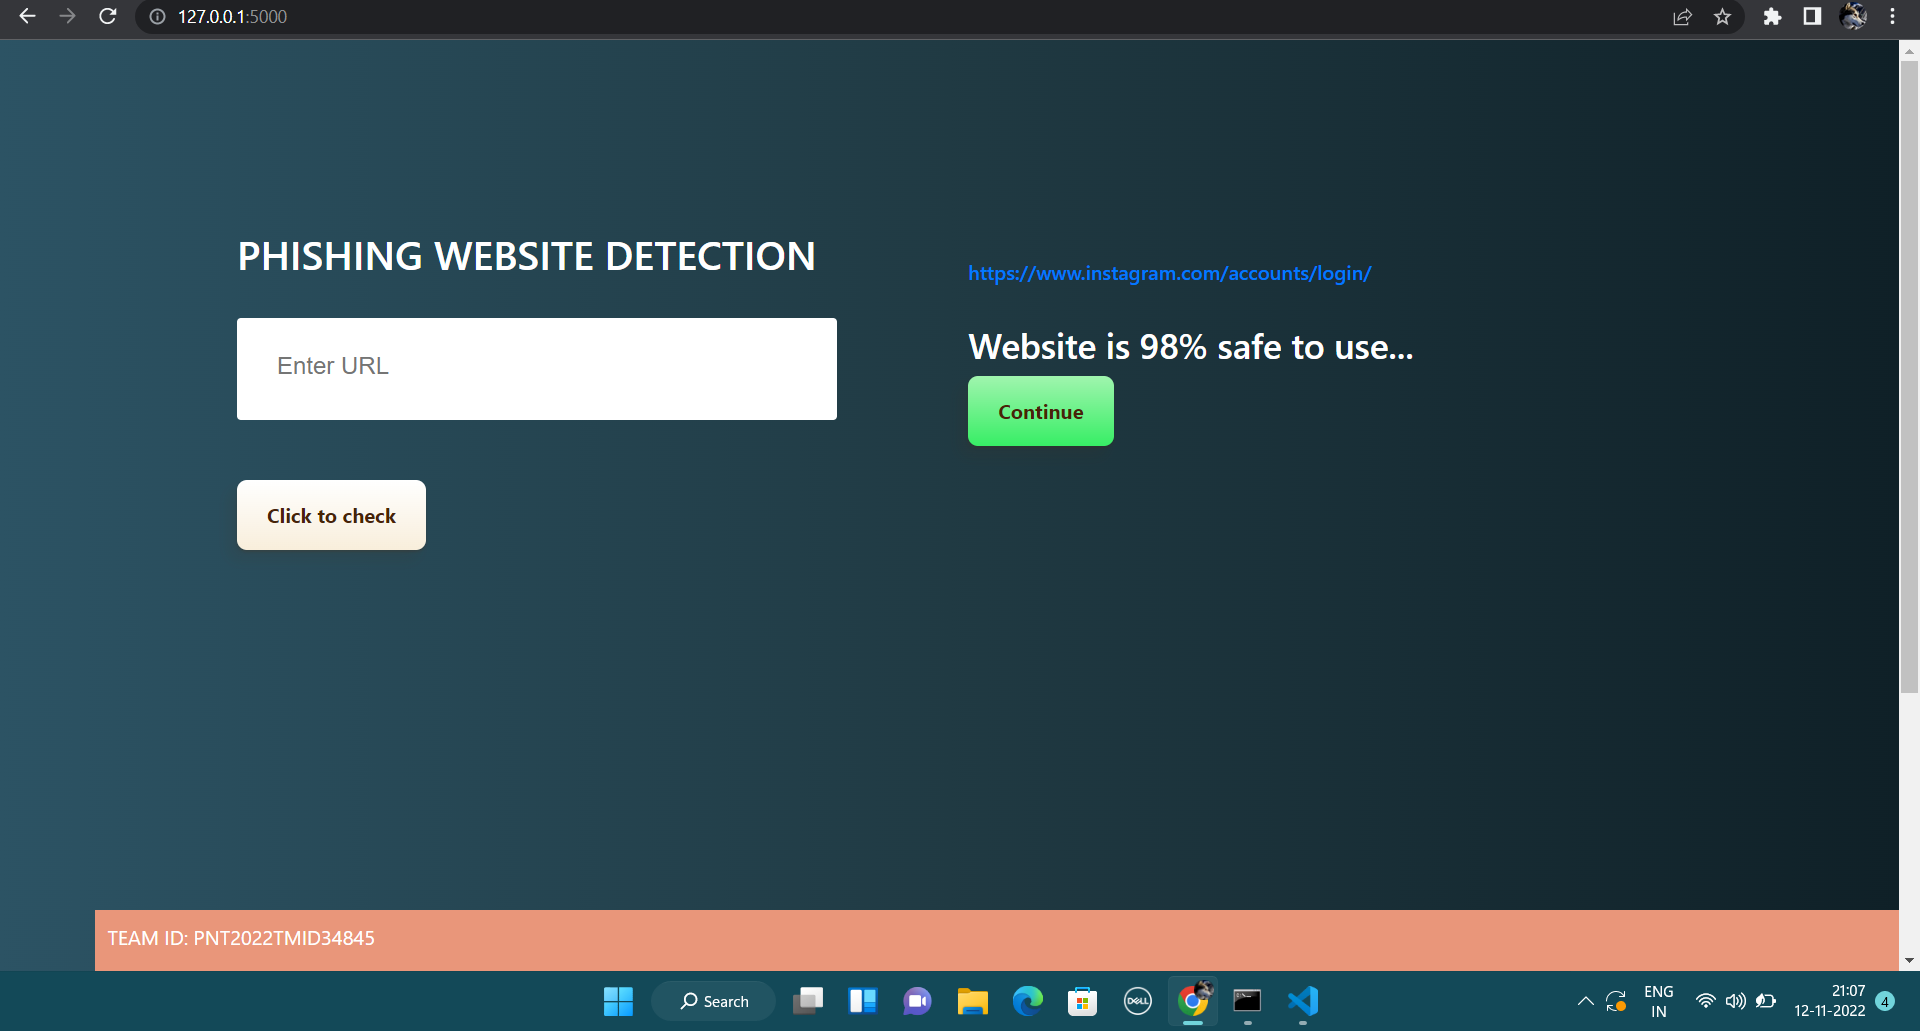 127.0.0.1:5000
PHISHING WEBSITE DETECTION
Enter URL
Click to check
https://www.instagram.com/accounts/login/
Website is 98% safe to use...
Continue
TEAM ID: PNT2022TMID34845
Search
DELL
ENG
IN
21:07
12-11-2022
4